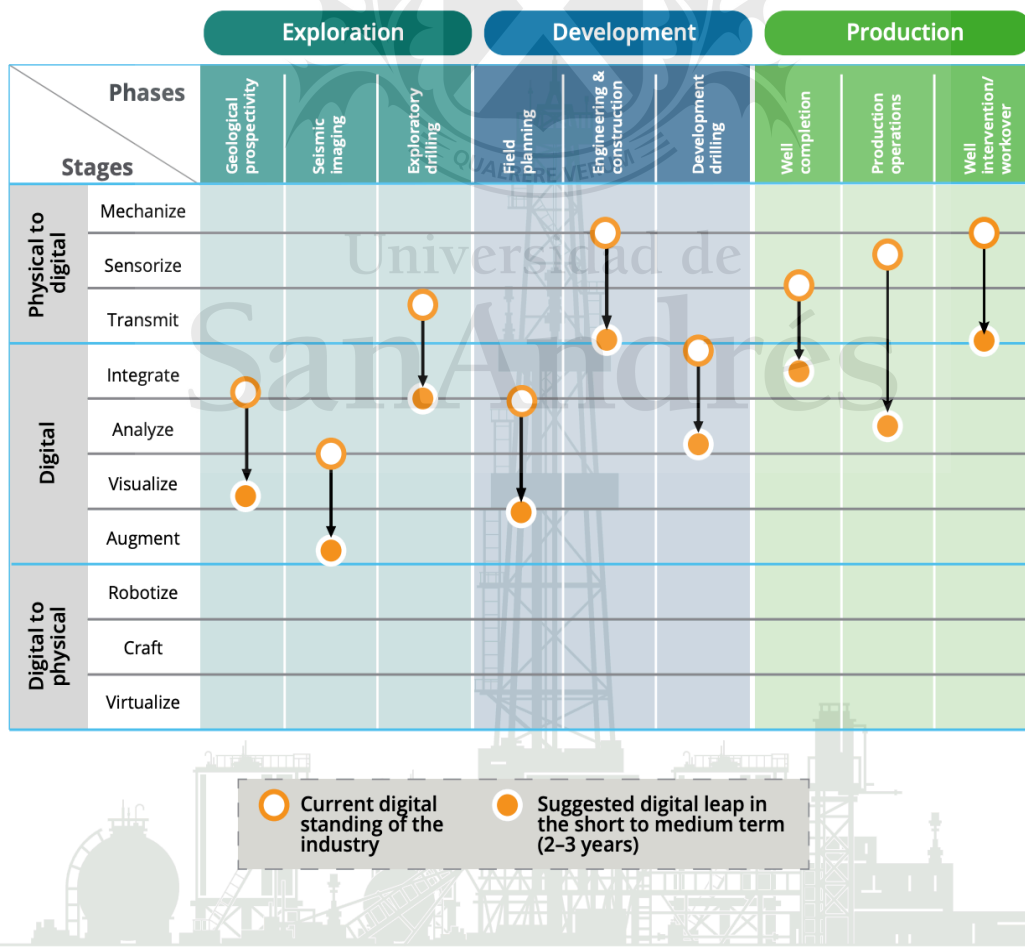 Exploration
Development
Production
Phases
Stages
Geological
prospectivity
Seismic
imaging
Exploratory
drilling
Field
planning
Engineering &
construction
Development
drilling
Well
completion
Production
operations
Well
intervention/
workover
QUAERERE VERUM
Universidad de
SanAndrés
Physical to
digital
Mechanize
Sensorize
Transmit
Digital
Integrate
Analyze
Visualize
Augment
Digital to
physical
Robotize
Craft
Virtualize
Current digital
standing of the
industry
Suggested digital leap in
the short to medium term
(2–3 years)